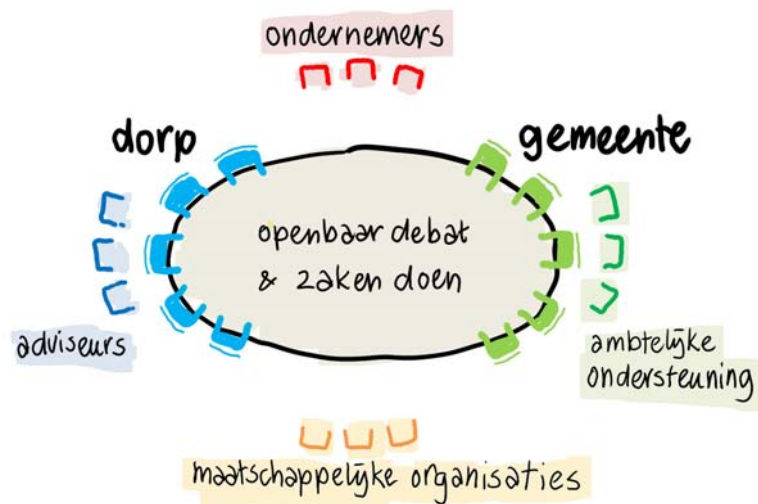 ondernemers
dorp
gemeente
openbaar debat
& zaken doen
adviseurs
ambtelijke
ondersteuning
maatschappelijke organisaties